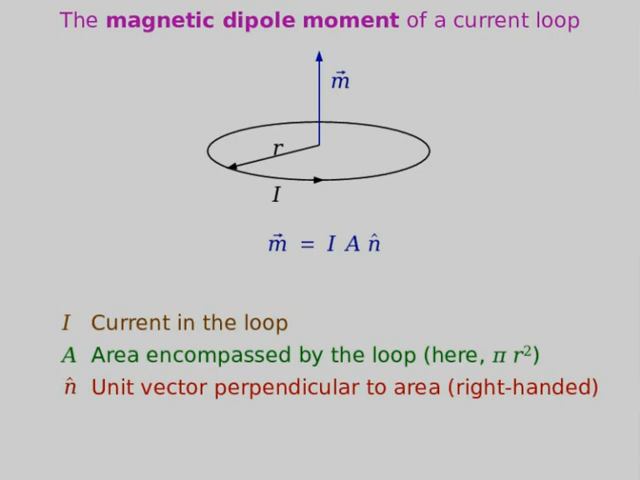 The magnetic dipole moment of a current loop
m⃗
r
I
m⃗ = I A n̂
I Current in the loop
A Area encompassed by the loop (here, π r²)
n̂ Unit vector perpendicular to area (right-handed)